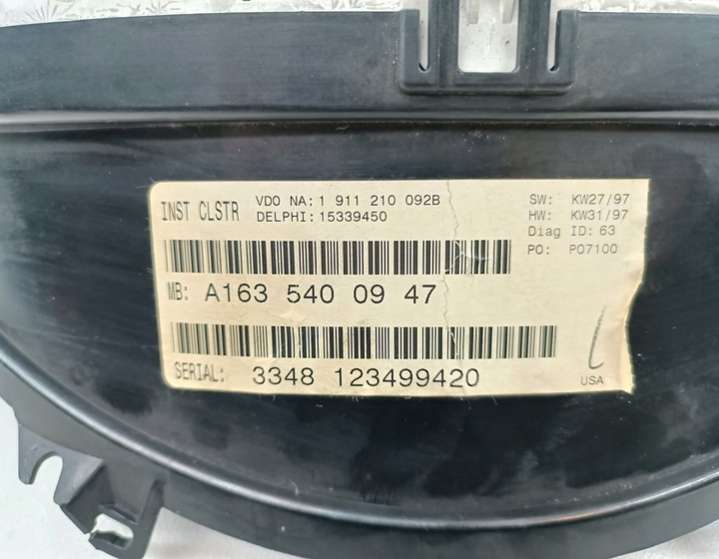 INST CLSTR VDO NA: 1 911 210 092B
DELPHI: 15339450
SW: KW27/97
HW: KW31/97
Diag ID: 63
PO: PO7100
MB: A163 540 09 47
SERIAL: 3348 123499420
USA